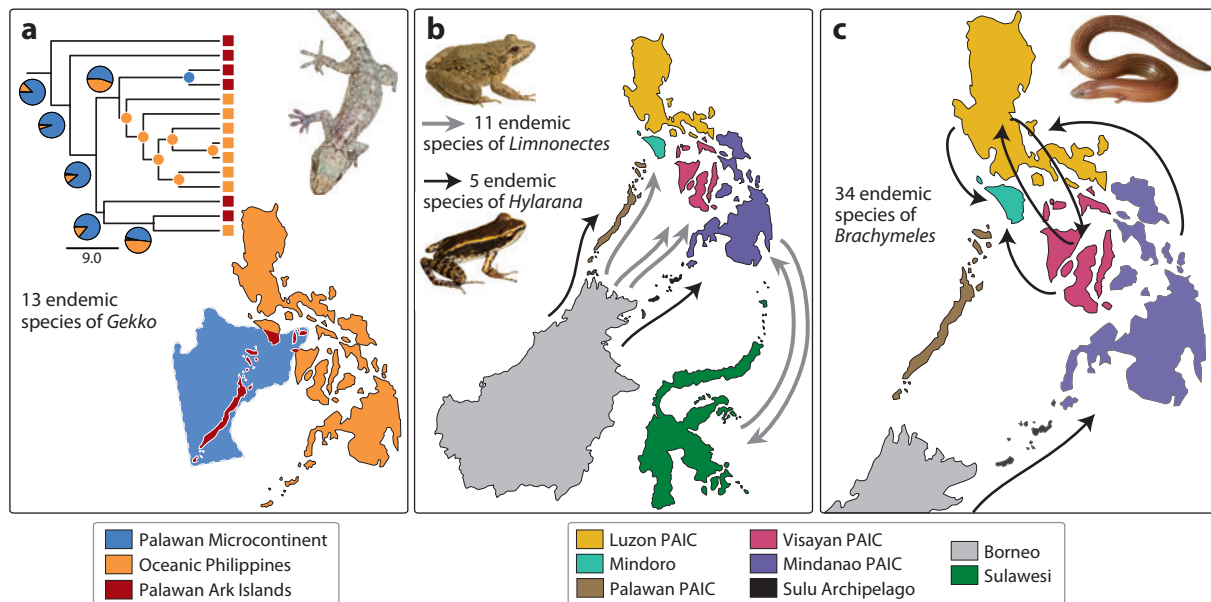 a
9.0
13 endemic
species of Gekko
Palawan Microcontinent
Oceanic Philippines
Palawan Ark Islands
b
11 endemic
species of Limnonectes
5 endemic
species of Hylarana
c
34 endemic
species of
Brachymeles
Luzon PAIC
Mindoro
Palawan PAIC
Visayan PAIC
Mindanao PAIC
Sulu Archipelago
Borneo
Sulawesi